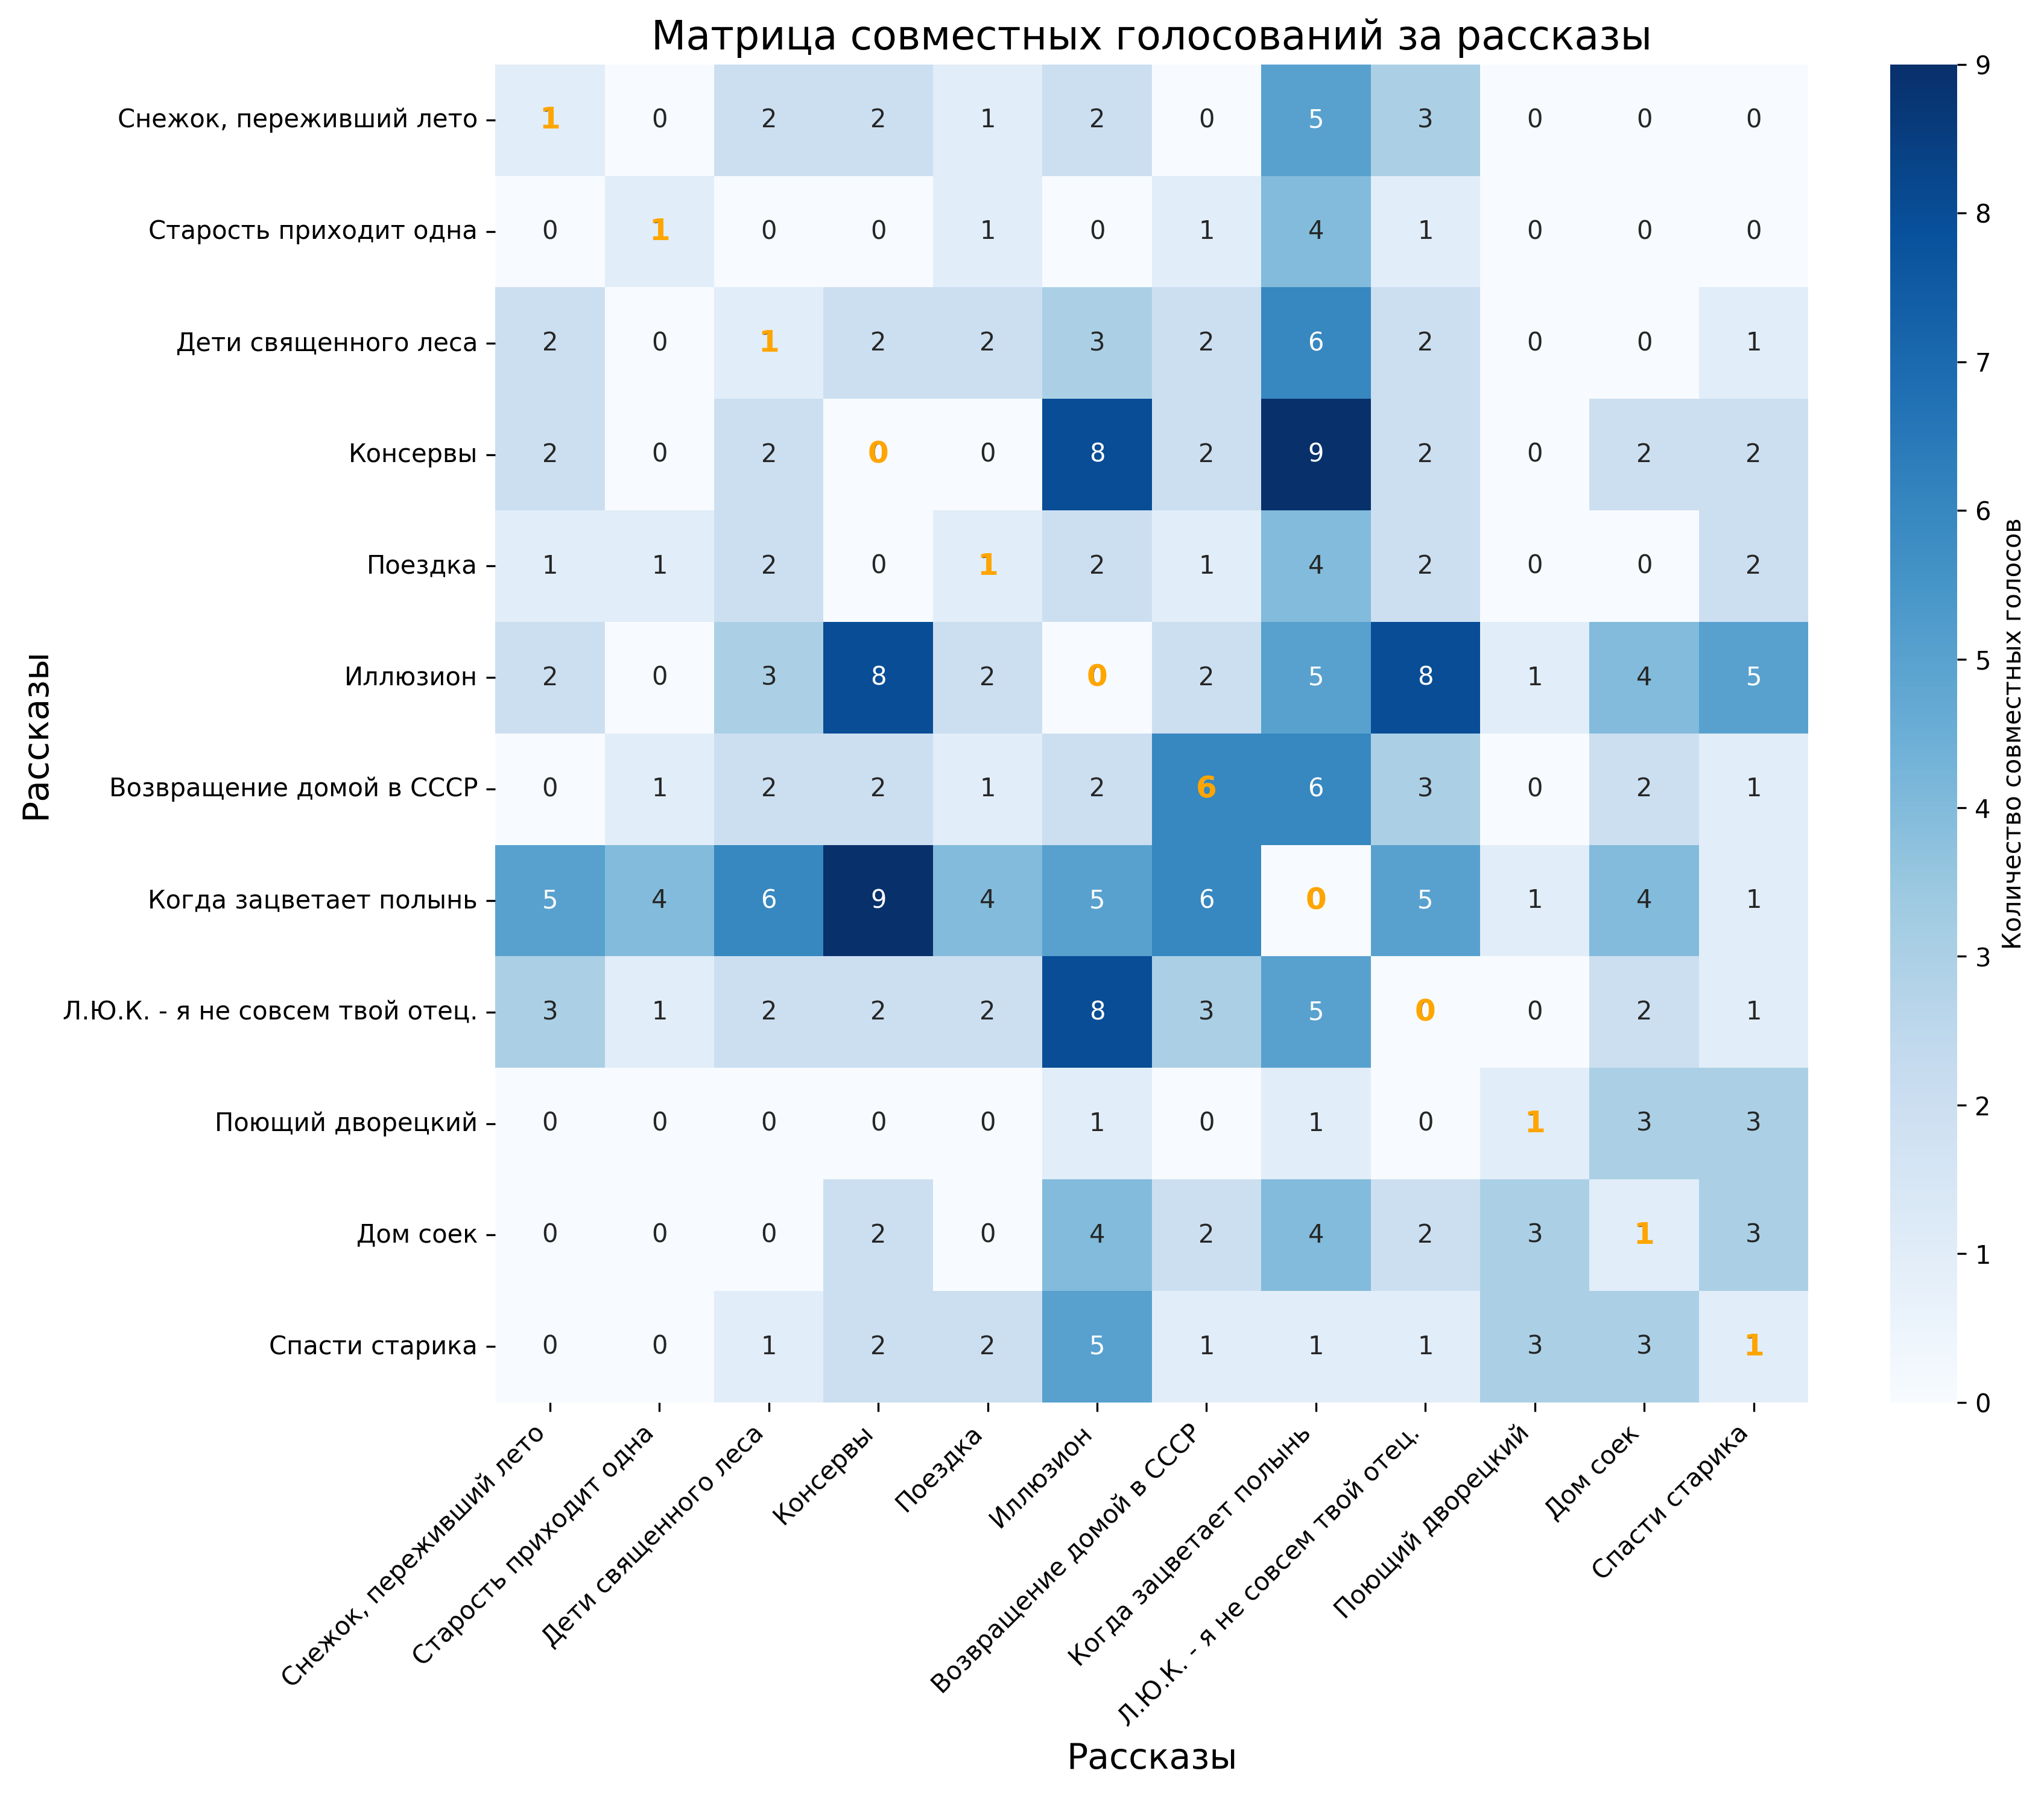 Матрица совместных голосований за рассказы
Снежок, переживший лето 1 0 2 2 1 2 0 5 3 0 0 0
Старость приходит одна 0 1 0 0 1 0 1 4 1 0 0 0
Дети священного леса 2 0 1 2 2 3 2 6 2 0 0 1
Консервы 2 0 2 0 0 8 2 9 2 0 2 2
Поездка 1 1 2 0 1 2 1 4 2 0 0 2
Иллюзион 2 0 3 8 2 0 2 5 8 1 4 5
Возвращение домой в СССР 0 1 2 2 1 2 6 6 3 0 2 1
Когда зацветает полынь 5 4 6 9 4 5 6 0 5 1 4 1
Л.Ю.К. - я не совсем твой отец. 3 1 2 2 2 8 3 5 0 0 2 1
Поющий дворецкий 0 0 0 0 0 1 0 1 0 1 3 3
Дом соек 0 0 0 2 0 4 2 4 2 3 1 3
Спасти старика 0 0 1 2 2 5 1 1 1 3 3 1
Рассказы
Снежок, переживший лето
Старость приходит одна
Дети священного леса
Консервы
Поездка
Иллюзион
Возвращение домой в СССР
Когда зацветает полынь
Л.Ю.К. - я не совсем твой отец.
Поющий дворецкий
Дом соек
Спасти старика
Рассказы
9
8
7
6
5
4
3
2
1
0
Количество совместных голосов